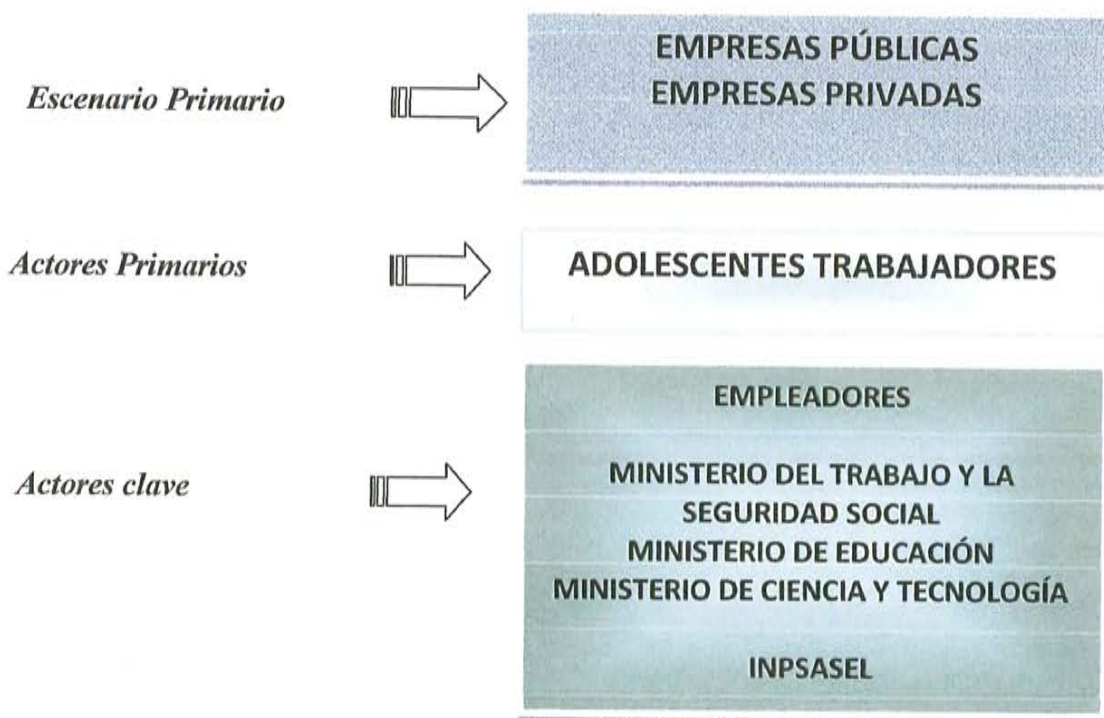 Escenario Primario
EMPRESAS PÚBLICAS
EMPRESAS PRIVADAS
Actores Primarios
ADOLESCENTES TRABAJADORES
Actores clave
EMPLEADORES
MINISTERIO DEL TRABAJO Y LA
SEGURIDAD SOCIAL
MINISTERIO DE EDUCACIÓN
MINISTERIO DE CIENCIA Y TECNOLOGÍA
INPSASEL